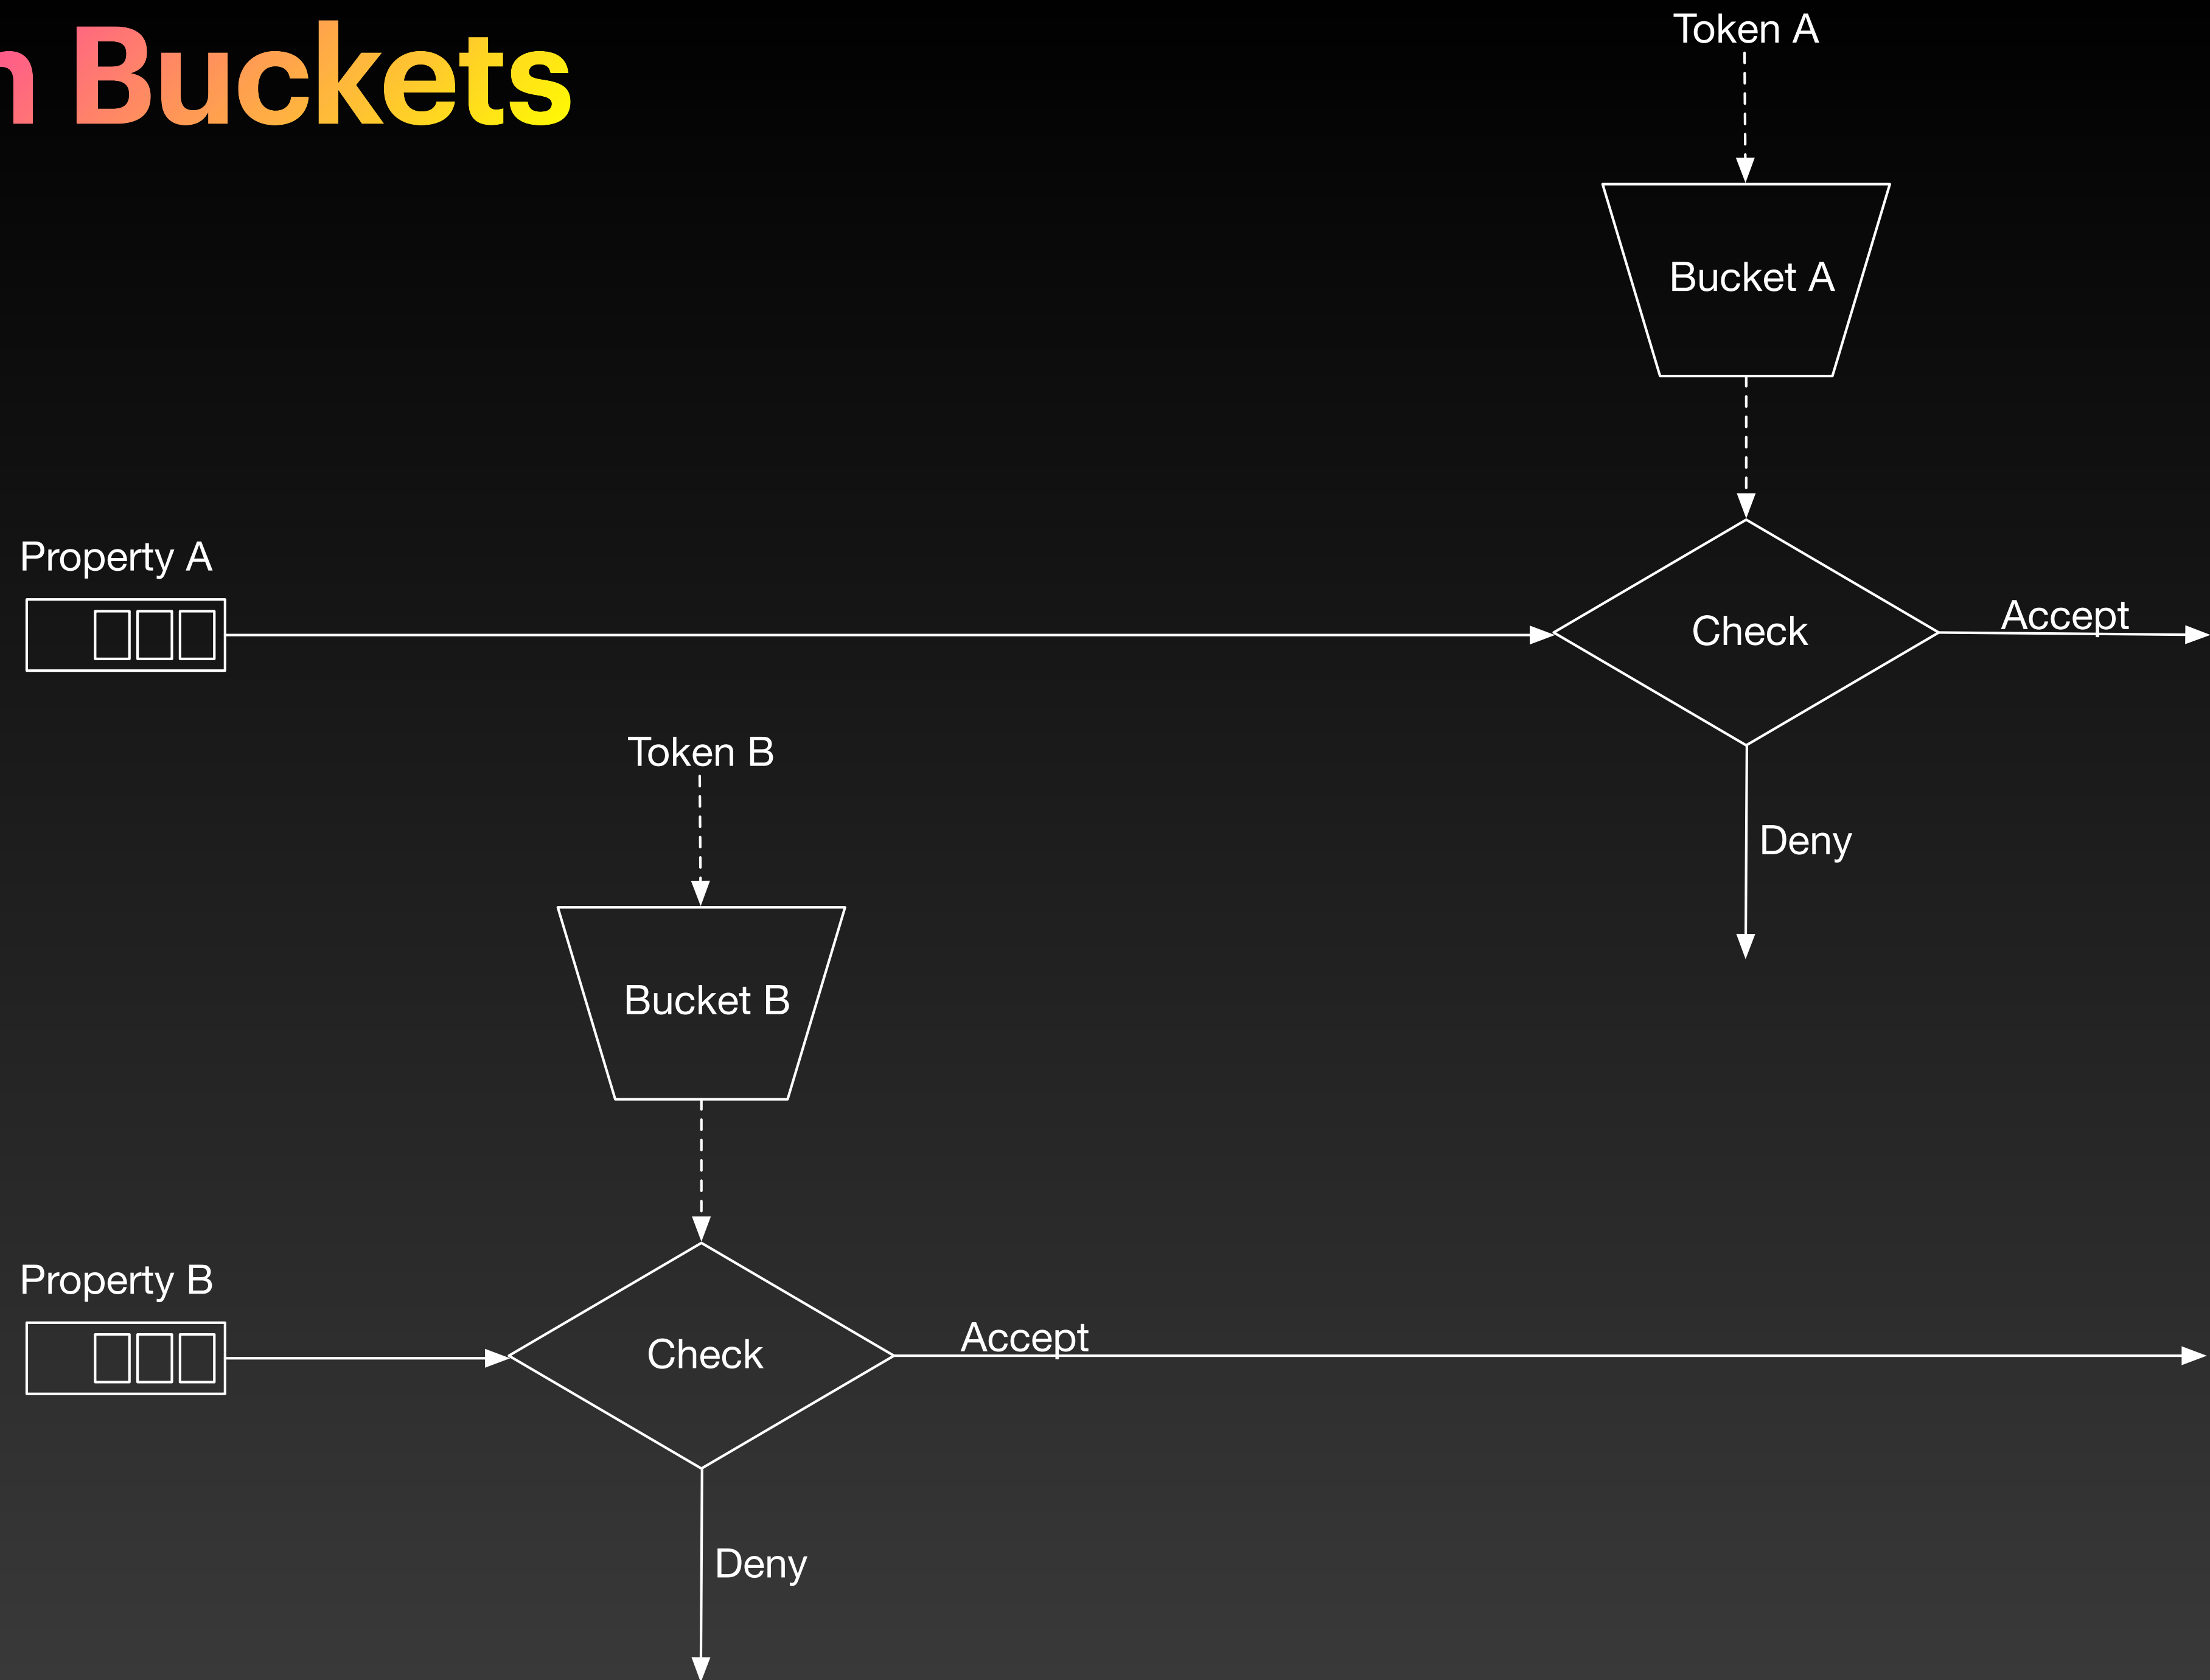 n Buckets
Token A
Bucket A
Property A
Check
Accept
Deny
Token B
Bucket B
Property B
Check
Accept
Deny